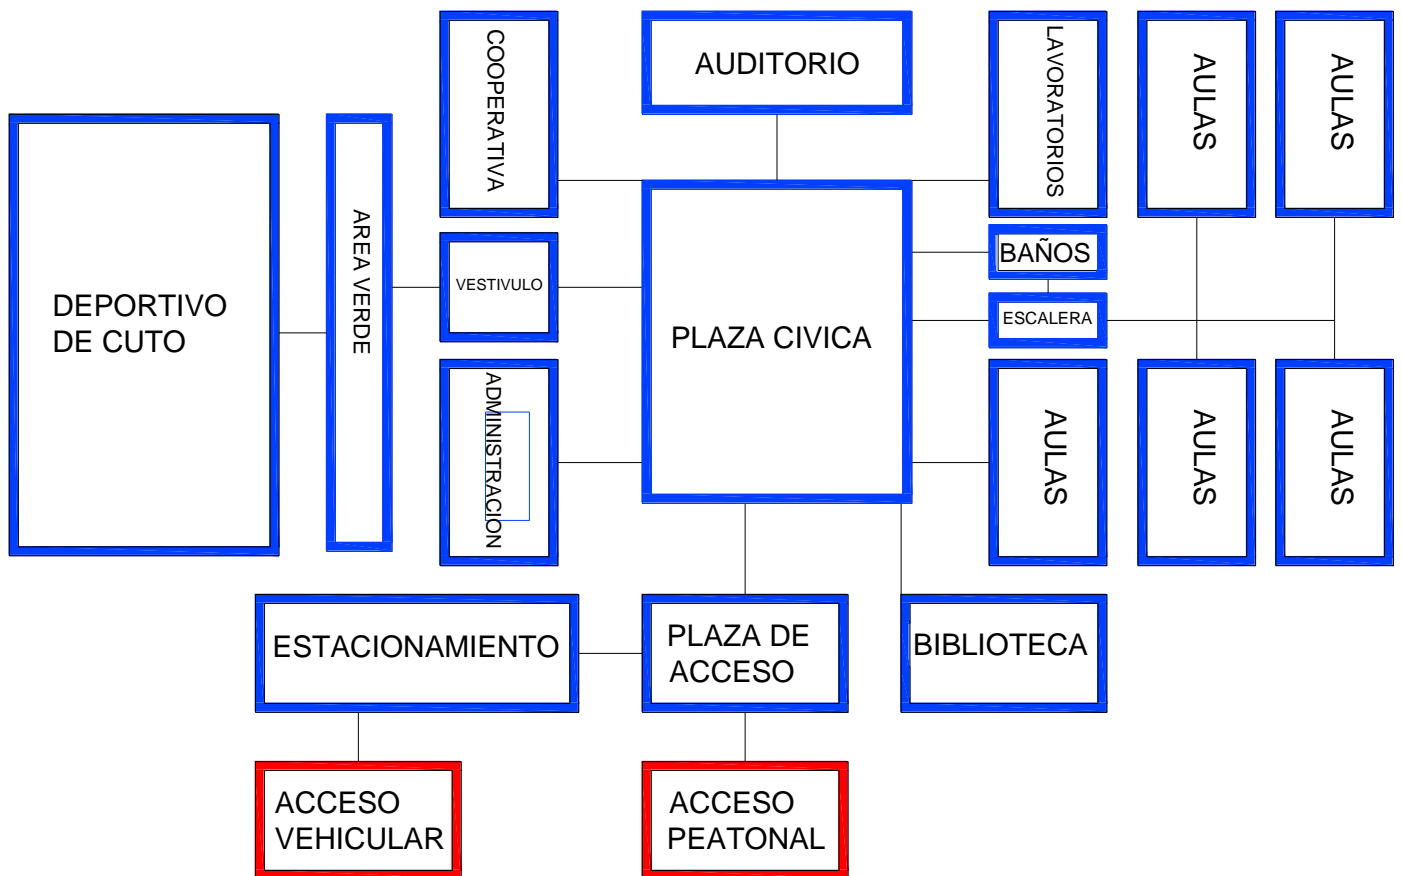 COOPERATIVA
AUDITORIO
LAVORATORIOS
AULAS
AULAS
DEPORTIVO
DE CUTO
AREA VERDE
VESTIVULO
PLAZA CIVICA
BAÑOS
ESCALERA
ADMINISTRACION
AULAS
AULAS
AULAS
ESTACIONAMIENTO
PLAZA DE
ACCESO
BIBLIOTECA
ACCESO
VEHICULAR
ACCESO
PEATONAL